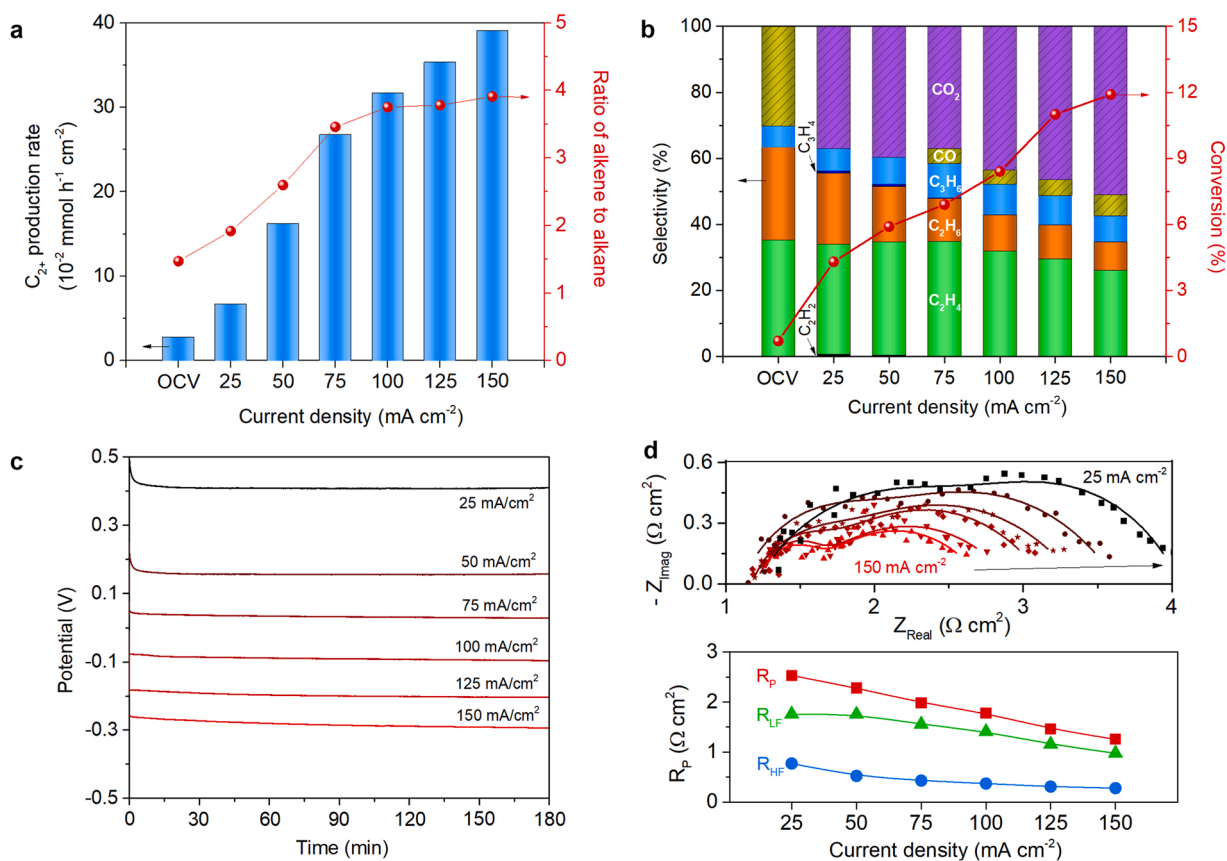 a
C₂₊ production rate
(10⁻² mmol h⁻¹ cm⁻²)
40
30
20
10
0
5
4
3
2
1
0
Ratio of alkene to alkane
OCV 25 50 75 100 125 150
Current density (mA cm⁻²)
b
Selectivity (%)
100
80
60
40
20
0
15
12
9
6
3
0
Conversion (%)
CO₂
CO
C₃H₆
C₂H₆
C₂H₄
C₃H₄
C₂H₂
OCV 25 50 75 100 125 150
Current density (mA cm⁻²)
c
Potential (V)
0.5
0.3
0.1
-0.1
-0.3
-0.5
25 mA/cm²
50 mA/cm²
75 mA/cm²
100 mA/cm²
125 mA/cm²
150 mA/cm²
0 30 60 90 120 150 180
Time (min)
d
- Z_Imag (Ω cm²)
0.6
0.3
0.0
25 mA cm⁻²
150 mA cm⁻²
1 2 3 4
Z_Real (Ω cm²)
R_P (Ω cm²)
3
2
1
0
R_P
R_LF
R_HF
25 50 75 100 125 150
Current density (mA cm⁻²)